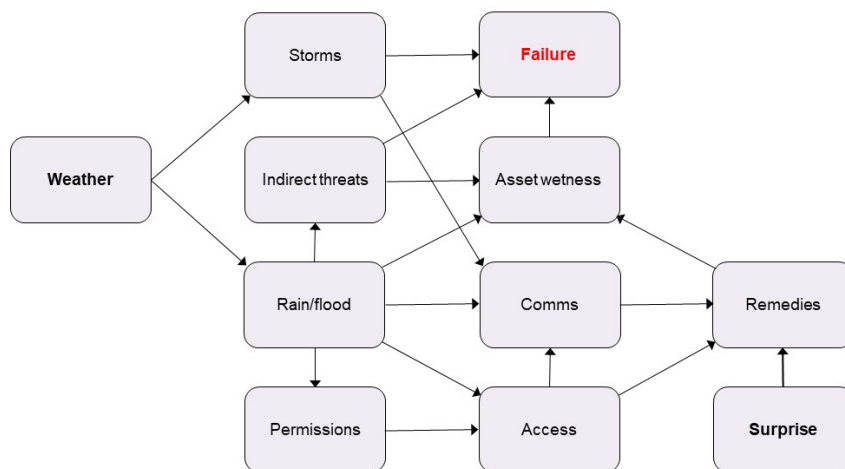 Storms
Failure
Weather
Indirect threats
Asset wetness
Rain/flood
Comms
Remedies
Permissions
Access
Surprise